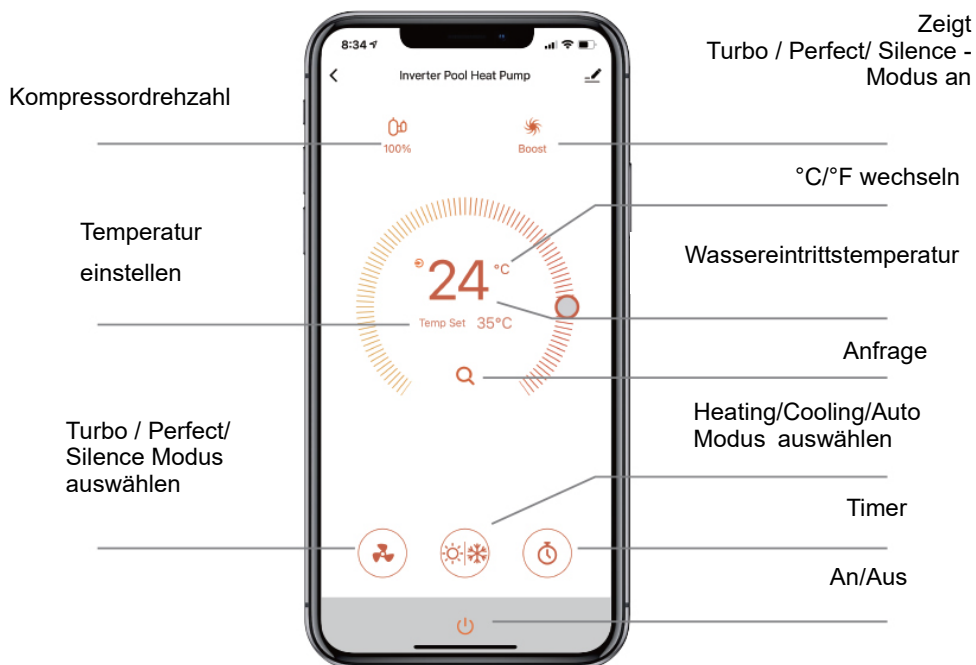 Zeigt
Turbo / Perfect/ Silence -
Modus an
Kompressordrehzahl
8:34
Inverter Pool Heat Pump
100%
Boost
°C/°F wechseln
Temperatur
einstellen
Wassereintrittstemperatur
24 °C
Temp Set 35°C
Anfrage
Heating/Cooling/Auto
Modus auswählen
Turbo / Perfect/
Silence Modus
auswählen
Timer
An/Aus